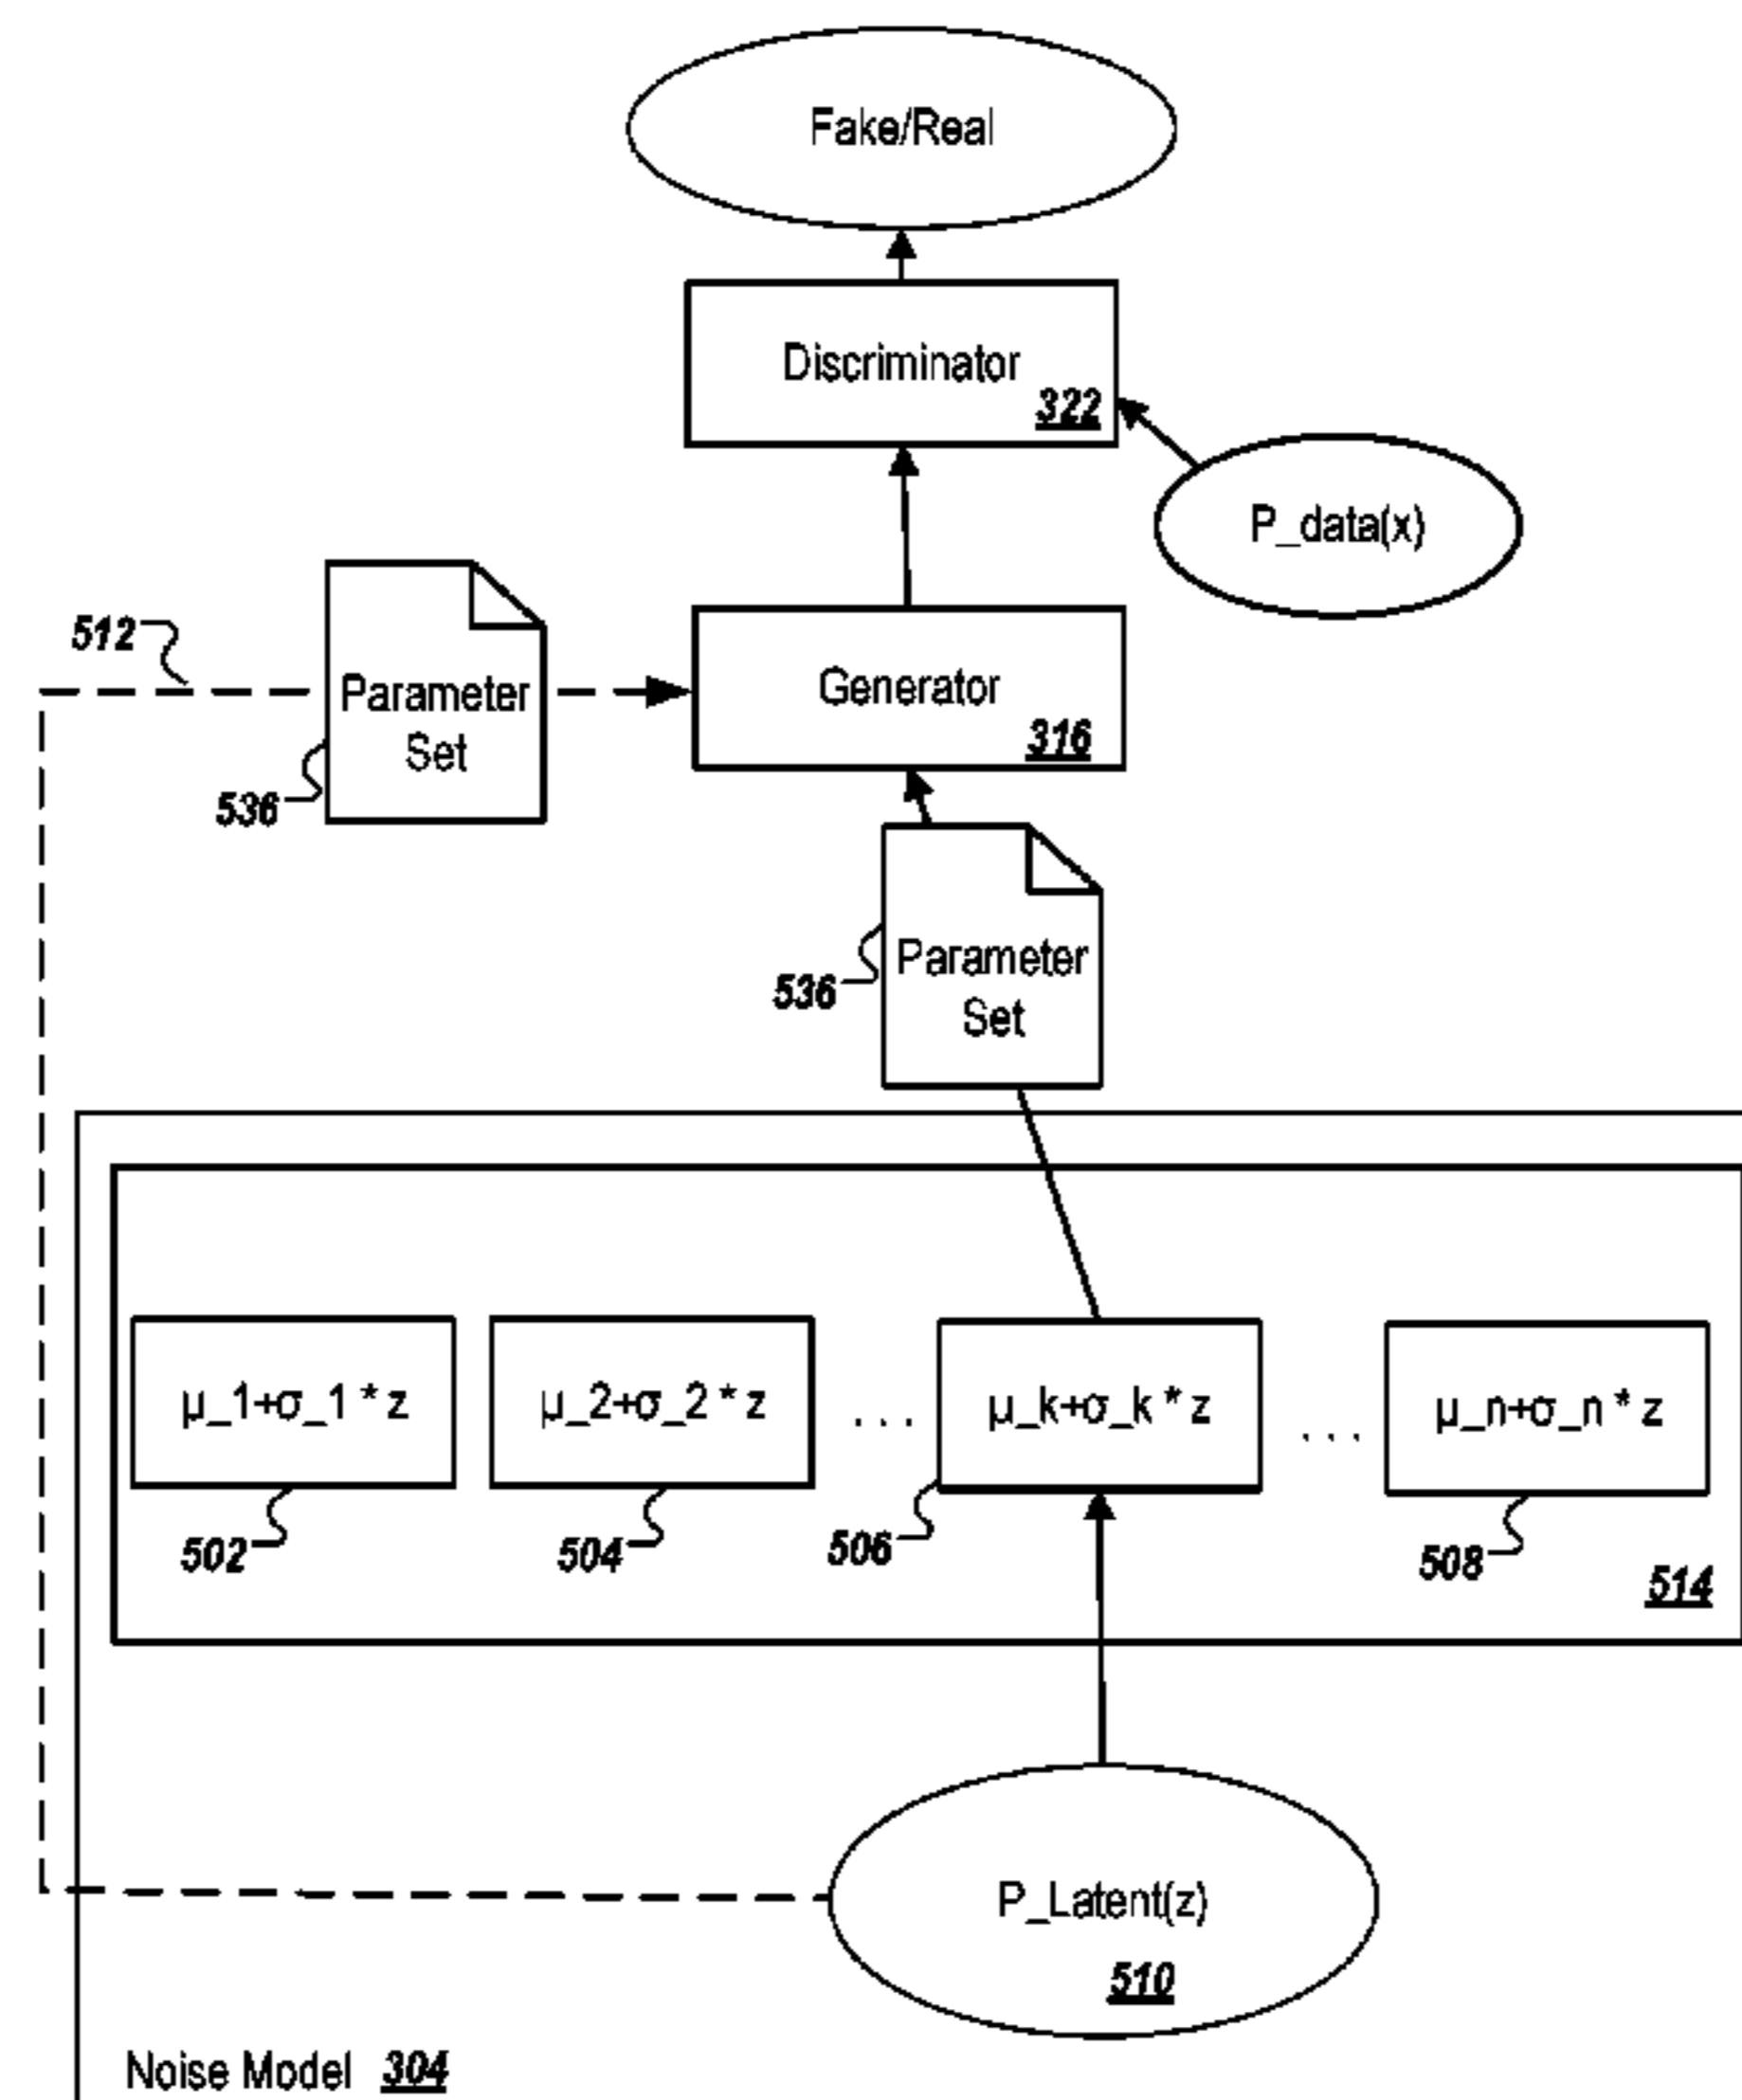 Fake/Real
Discriminator
322
P_data(x)
512
Parameter
Set
536
Generator
316
Parameter
Set
536
μ_1+σ_1 * z
μ_2+σ_2 * z
. . .
μ_k+σ_k * z
. . .
μ_n+σ_n * z
502
504
506
508
514
P_Latent(z)
510
Noise Model 304